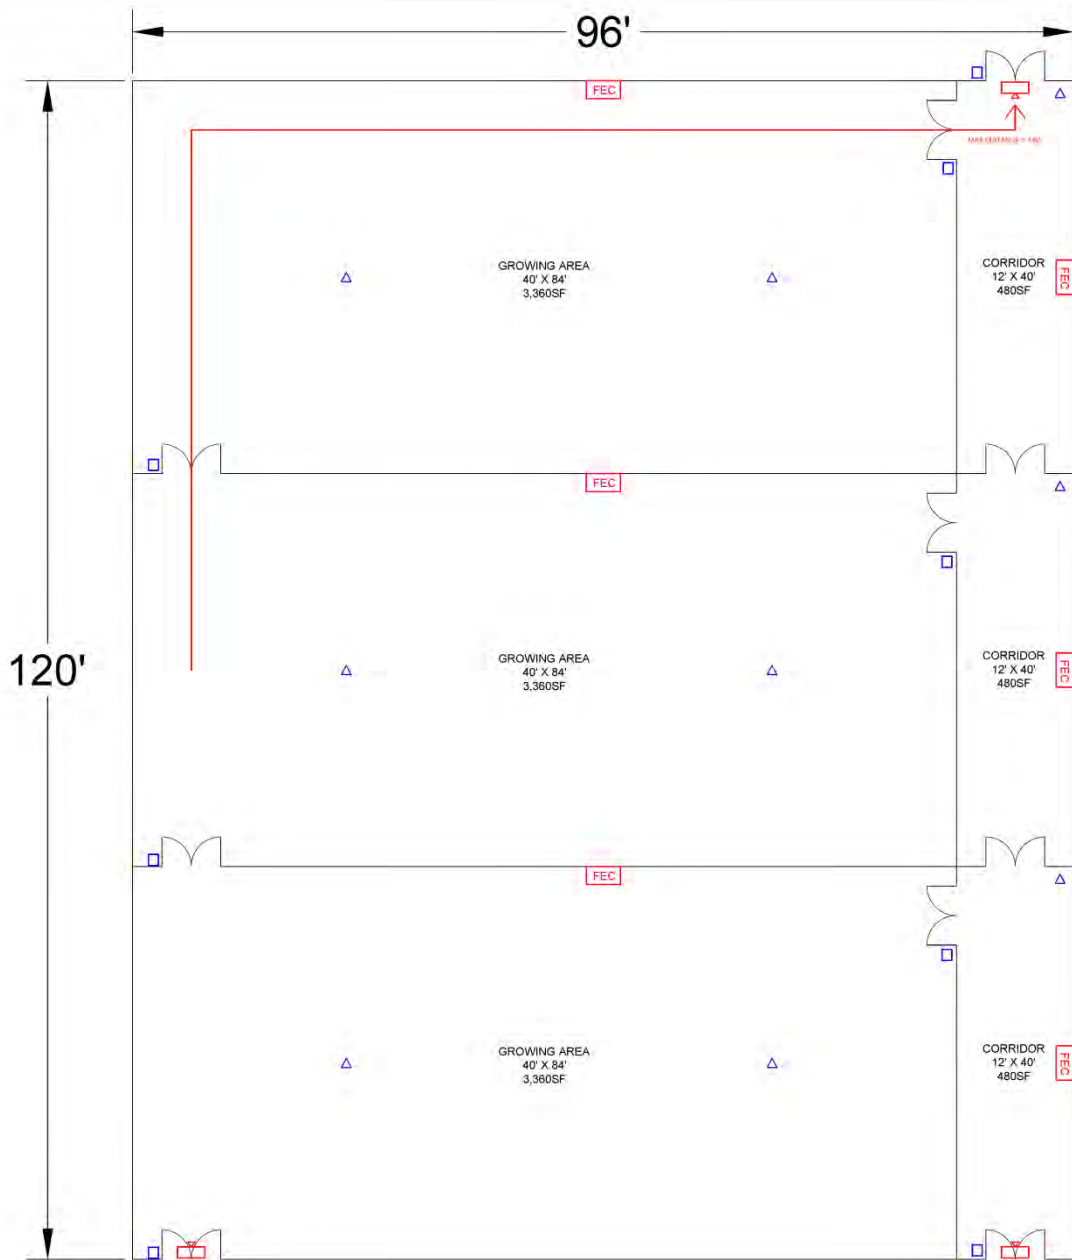 96'
FEC
GROWING AREA
40' X 84'
3,360SF
CORRIDOR
12' X 40'
480SF
FEC
FEC
120'
GROWING AREA
40' X 84'
3,360SF
CORRIDOR
12' X 40'
480SF
FEC
FEC
GROWING AREA
40' X 84'
3,360SF
CORRIDOR
12' X 40'
480SF
FEC